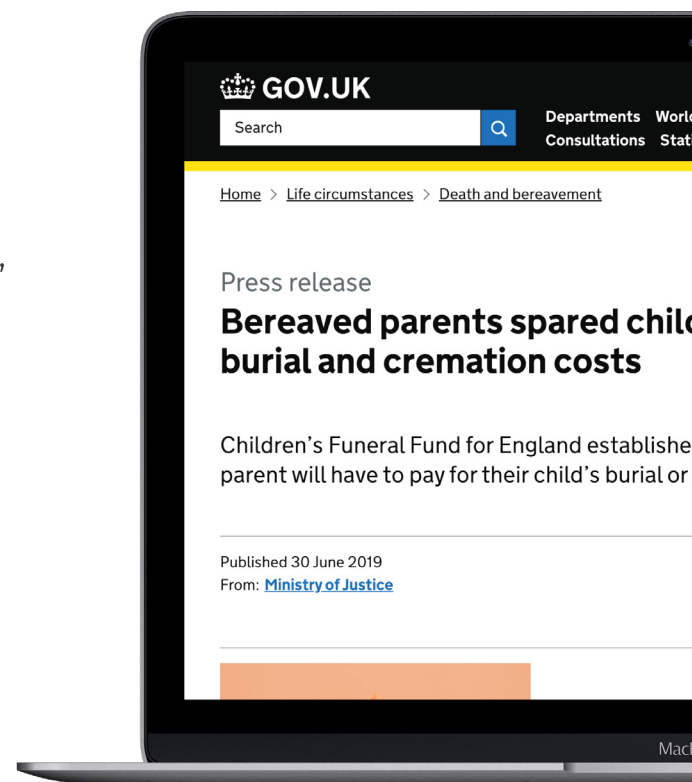 GOV.UK
Search
Departments
Consultations
Home > Life circumstances > Death and bereavement
Press release
Bereaved parents spared
burial and cremation costs
Children’s Funeral Fund for England
parent will have to pay for their child’s burial or
Published 30 June 2019
From: Ministry of Justice